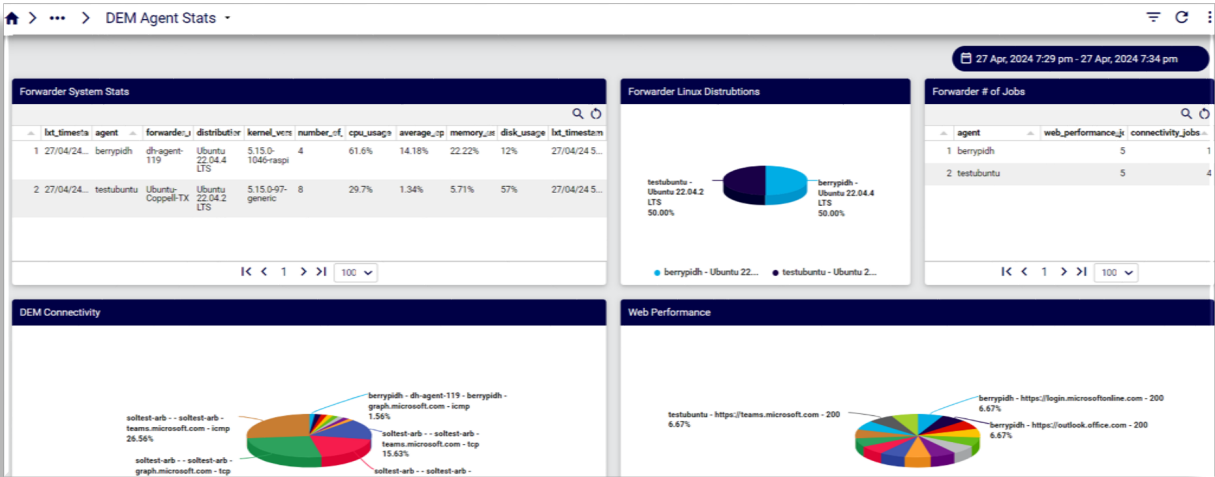 DEM Agent Stats
27 Apr, 2024 7:29 pm - 27 Apr, 2024 7:34 pm
Forwarder System Stats
lxt_timesta agent forwarder_ distributior kernel_vers number_of_ cpu_usage average_cp memory_us disk_usage lxt_timestam
1 27/04/24... berrypidh dh-agent-119 Ubuntu 22.04.4 LTS 5.15.0-1046-raspi 4 61.6% 14.18% 22.22% 12% 27/04/24 5...
2 27/04/24... testubuntu Ubuntu-Coppell-TX Ubuntu 22.04.2 LTS 5.15.0-97-generic 8 29.7% 1.34% 5.71% 57% 27/04/24 5...
1 100
Forwarder Linux Distrubtions
testubuntu -
Ubuntu 22.04.2
LTS
50.00%
berrypidh -
Ubuntu 22.04.4
LTS
50.00%
berrypidh - Ubuntu 22... testubuntu - Ubuntu 2...
Forwarder # of Jobs
agent web_performance_jc connectivity_jobs
1 berrypidh 5 1
2 testubuntu 5 4
1 100
DEM Connectivity
berrypidh - dh-agent-119 - berrypidh -
graph.microsoft.com - icmp
1.56%
soltest-arb - - soltest-arb -
teams.microsoft.com - icmp
26.56%
soltest-arb - - soltest-arb -
teams.microsoft.com - tcp
15.63%
soltest-arb - - soltest-arb -
graph.microsoft.com - tcp
soltest-arb - - soltest-arb -
Web Performance
berrypidh - https://login.microsoftonline.com - 200
6.67%
testubuntu - https://teams.microsoft.com - 200
6.67%
berrypidh - https://outlook.office.com - 200
6.67%